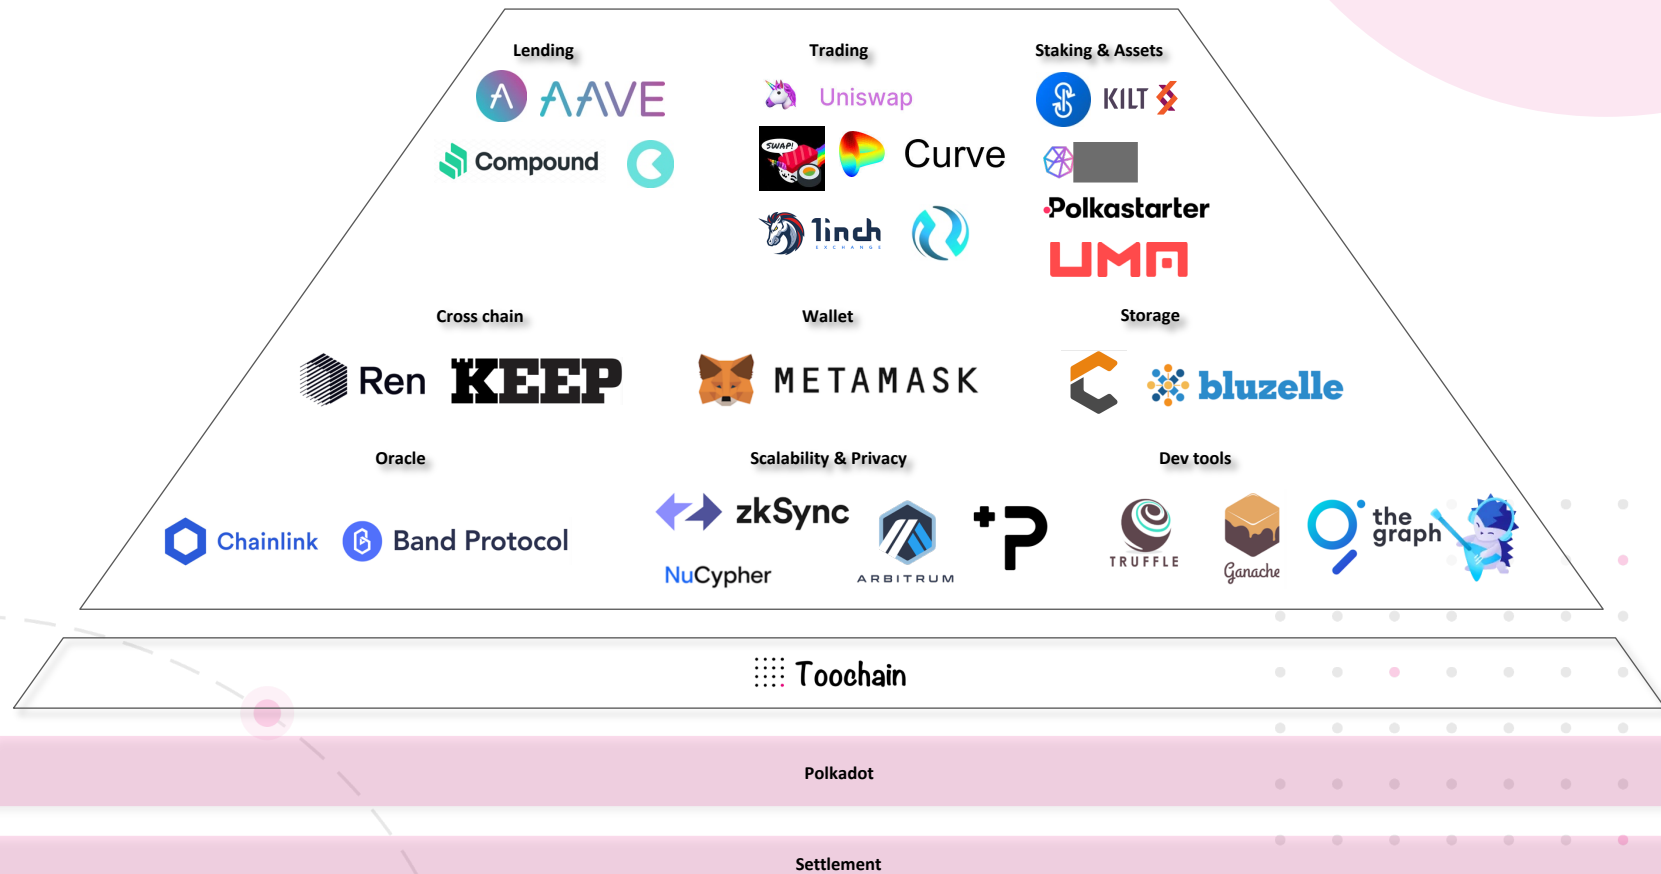 Lending
AAVE
Compound
Trading
Uniswap
SWAP!
Curve
1inch
EXCHANGE
Staking & Assets
KILT
Polkastarter
UMA
Cross chain
Ren
KEEP
Wallet
METAMASK
Storage
bluzelle
Oracle
Chainlink
Band Protocol
Scalability & Privacy
zkSync
NuCypher
ARBITRUM
+P
Dev tools
TRUFFLE
Ganache
the
graph
Toochain
Polkadot
Settlement